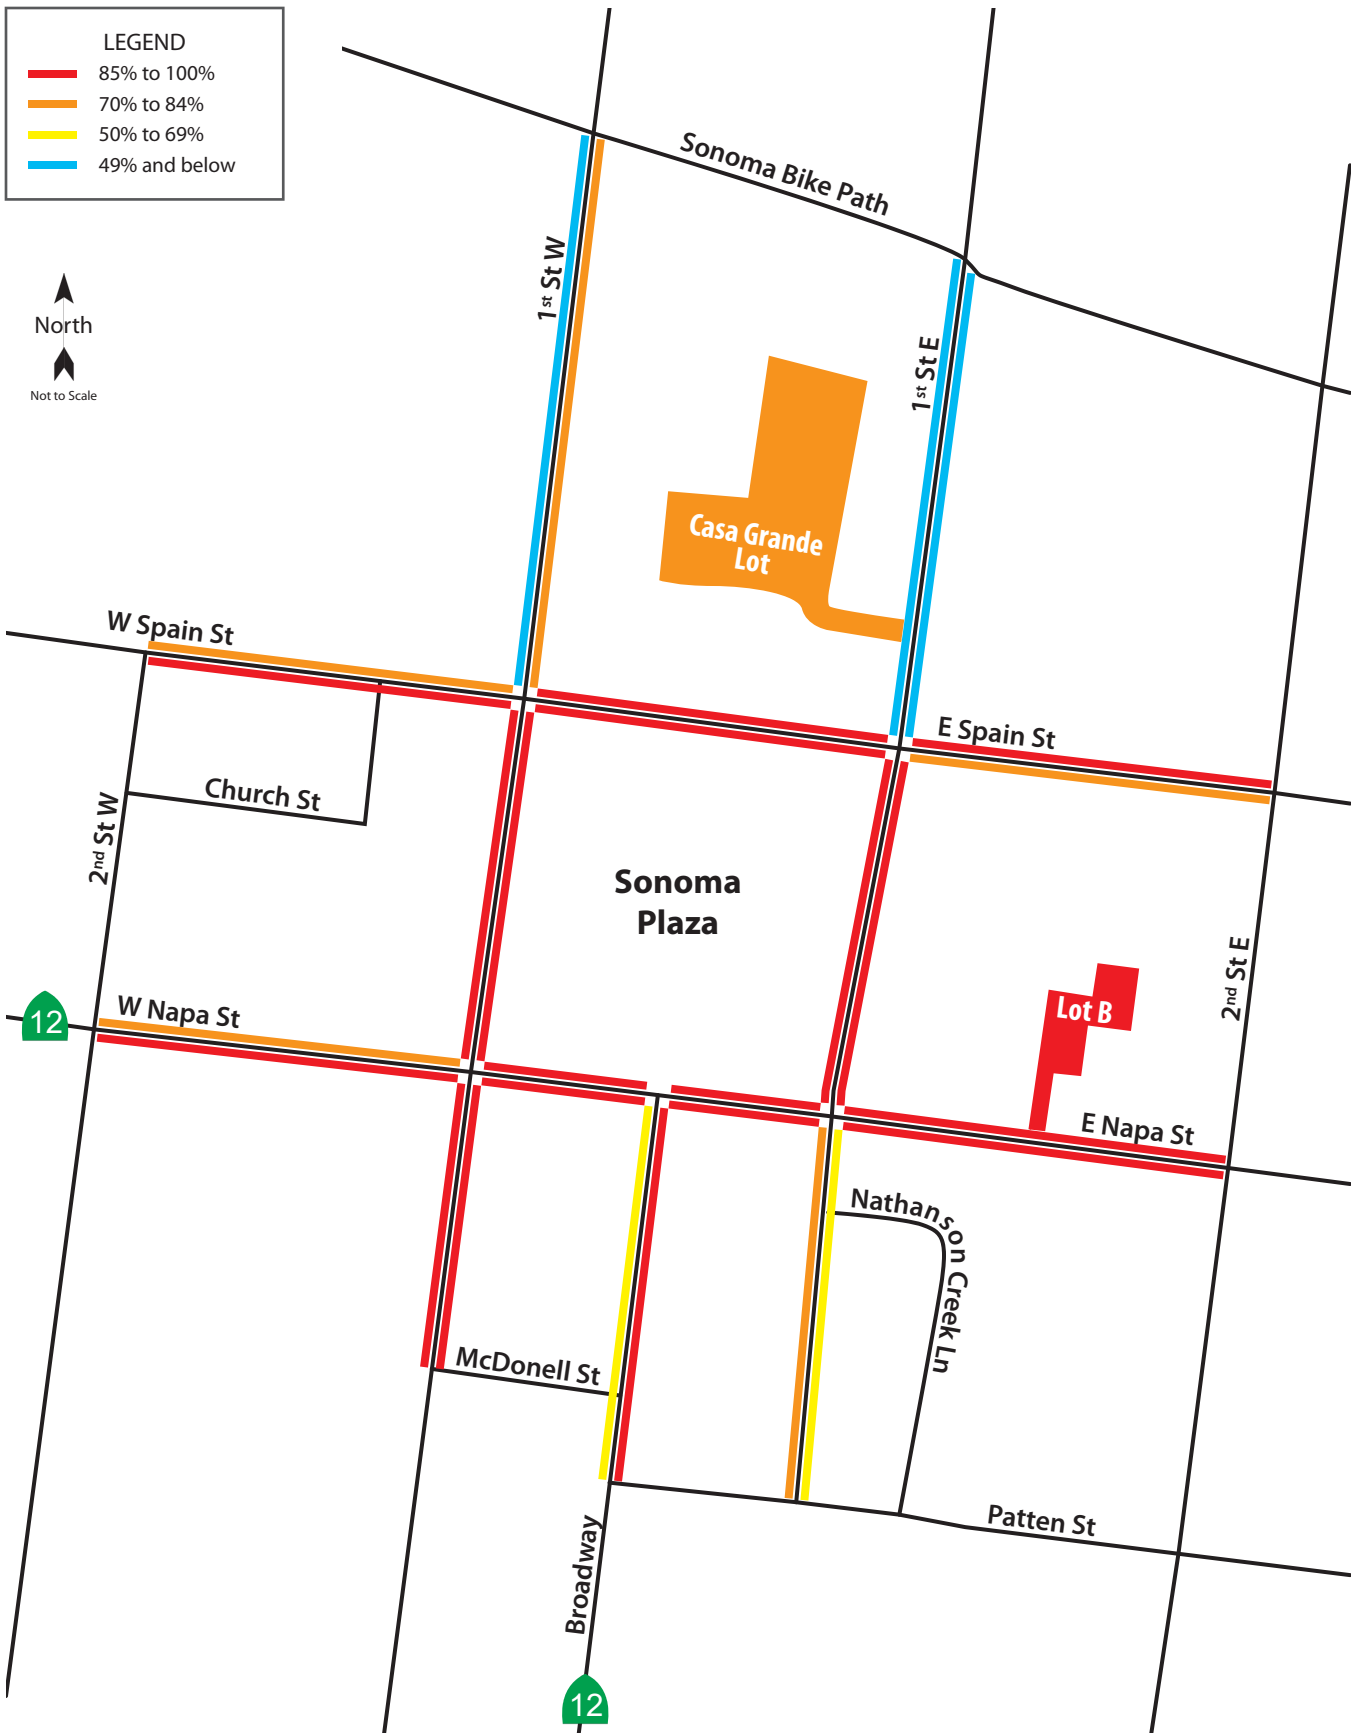 LEGEND
85% to 100%
70% to 84%
50% to 69%
49% and below
Sonoma Bike Path
1st St W
North
Not to Scale
1st St E
Casa Grande
Lot
W Spain St
E Spain St
Church St
2nd St W
Sonoma
Plaza
2nd St E
Lot B
12
W Napa St
E Napa St
Nathanson Creek Ln
McDonell St
Patten St
Broadway
12